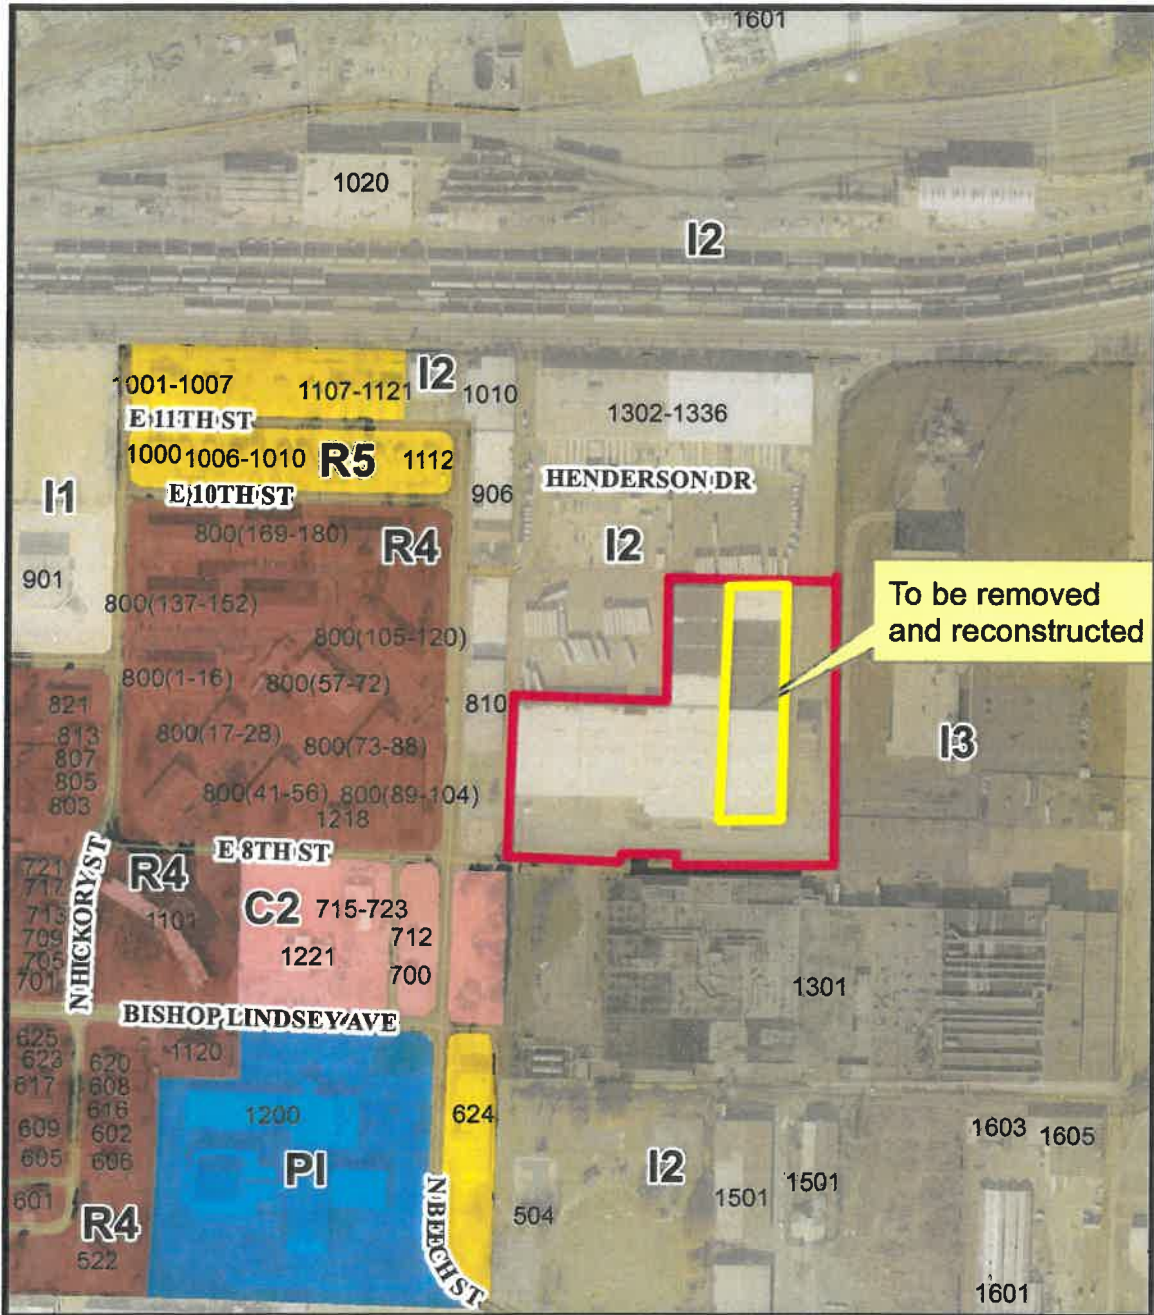 1601
1020
I2
1001-1007
1107-1121
I2
1010
1302-1336
E 11TH ST
1000
1006-1010
R5
1112
HENDERSON DR
I1
E 10TH ST
906
800(169-180)
R4
I2
901
800(137-152)
To be removed
and reconstructed
800(105-120)
800(1-16)
800(57-72)
821
810
813
800(17-28)
800(73-88)
I3
807
805
800(41-56)
800(89-104)
803
1218
E 8TH ST
721
R4
717
N HICKORY ST
C2
715-723
713
1101
709
712
705
1221
700
701
1301
BISHOP LINDSEY AVE
625
1120
623
620
617
608
616
1200
624
609
602
1603
1605
605
606
PI
I2
1501
1501
601
R4
N BEECH ST
504
522
1601